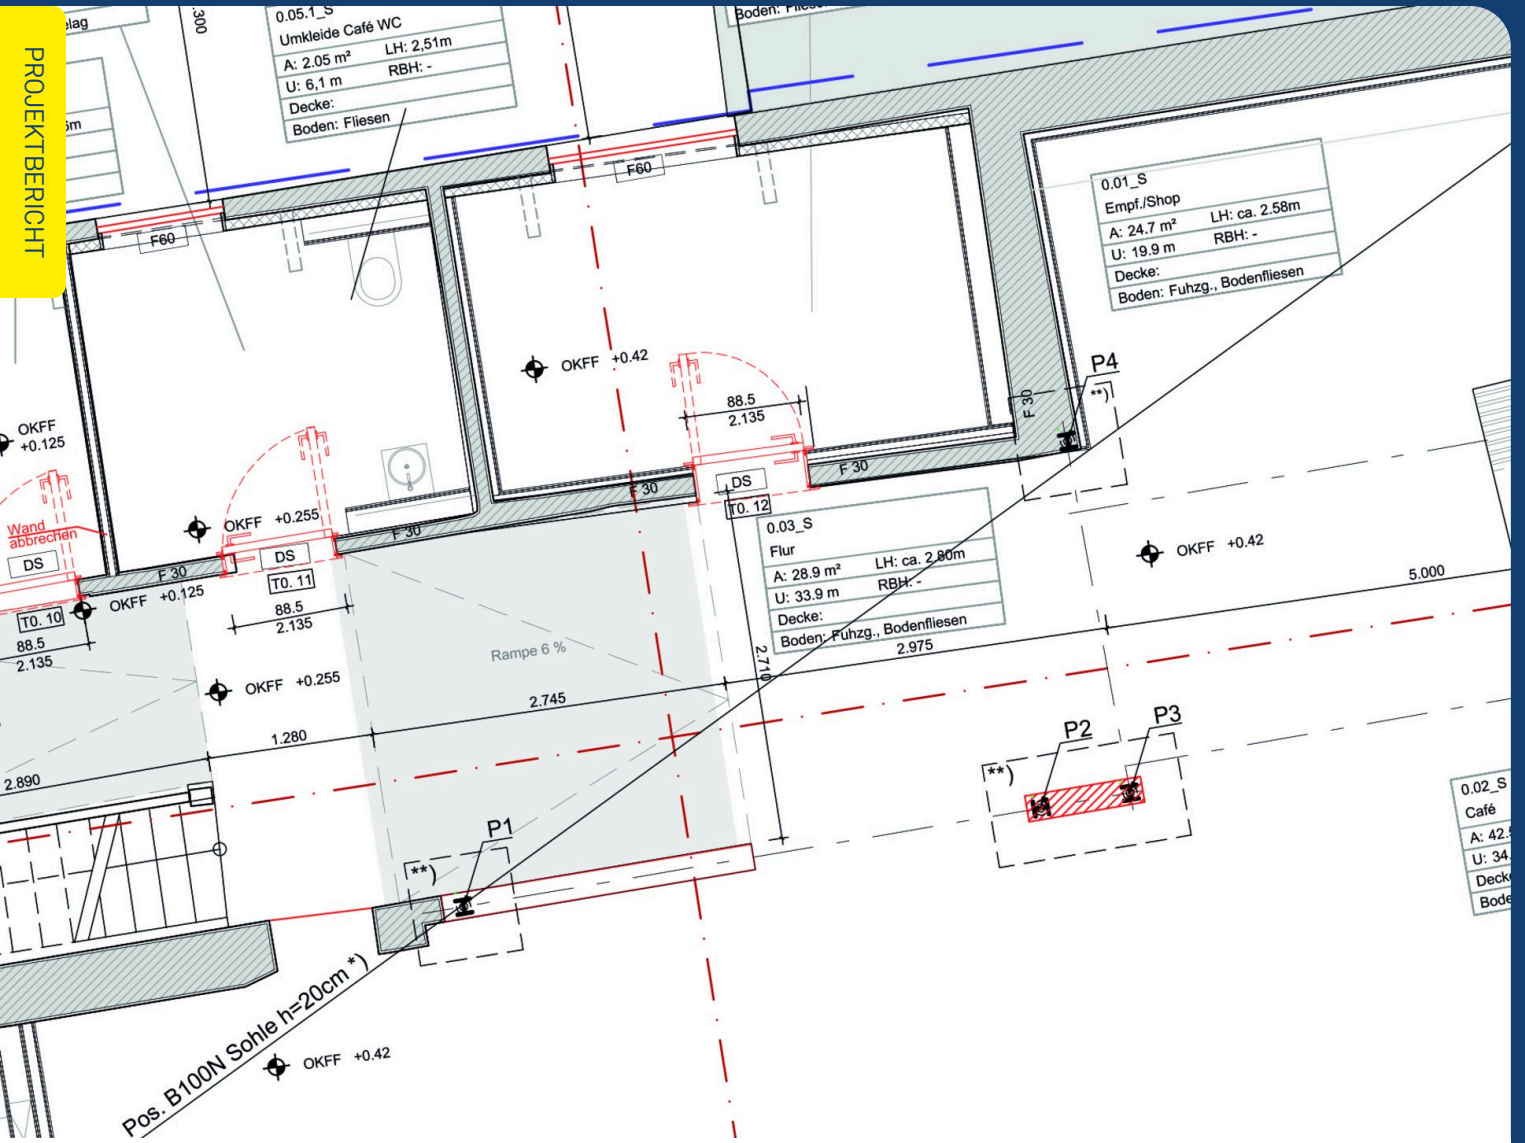 PROJEKTBERICHT
elag
.300
0.05.1_S
Umkleide Café WC
A: 2.05 m² LH: 2,51m
U: 6,1 m RBH: -
Decke:
Boden: Fliesen
F60
F60
0.01_S
Empf./Shop
A: 24.7 m² LH: ca. 2.58m
U: 19.9 m RBH: -
Decke:
Boden: Fuhzg., Bodenfliesen
OKFF +0.42
88.5
2.135
P4
**)
F 30
OKFF
+0.125
OKFF +0.255
Wand
abbrechen
DS
F 30
DS
T0. 11
F 30
F 30
DS
T0. 12
F 30
0.03_S
Flur
A: 28.9 m² LH: ca. 2.80m
U: 33.9 m RBH: -
Decke:
Boden: Fuhzg., Bodenfliesen
OKFF +0.42
5.000
T0. 10
88.5
2.135
OKFF +0.125
88.5
2.135
Rampe 6 %
2.710
2.975
OKFF +0.255
2.745
1.280
2.890
P2
P3
**)
P1
**)
0.02_S
Café
A: 42.
U: 34.
Deck
Bode
Pos. B100N Sohle h=20cm *)
OKFF +0.42